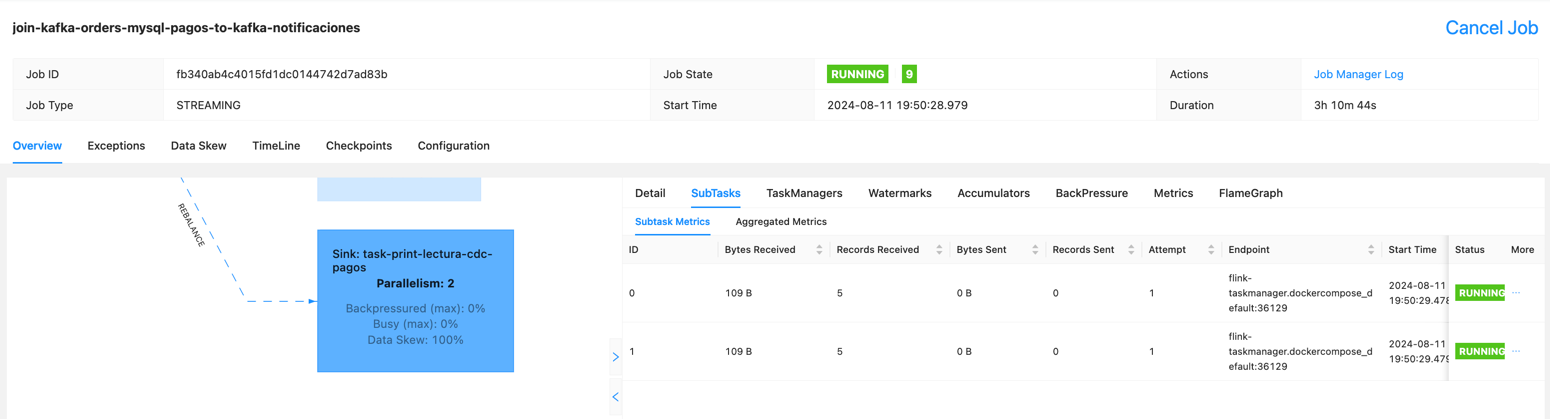 join-kafka-orders-mysql-pagos-to-kafka-notificaciones
Cancel Job
Job ID fb340ab4c4015fd1dc0144742d7ad83b Job State RUNNING 9 Actions Job Manager Log
Job Type STREAMING Start Time 2024-08-11 19:50:28.979 Duration 3h 10m 44s
Overview Exceptions Data Skew TimeLine Checkpoints Configuration
REBALANCE
Sink: task-print-lectura-cdc-
pagos
Parallelism: 2
Backpressured (max): 0%
Busy (max): 0%
Data Skew: 100%
Detail SubTasks TaskManagers Watermarks Accumulators BackPressure Metrics FlameGraph
Subtask Metrics Aggregated Metrics
ID Bytes Received Records Received Bytes Sent Records Sent Attempt Endpoint Start Time Status More
0 109 B 5 0 B 0 1
flink-
taskmanager.dockercompose_d
efault:36129
2024-08-11
19:50:29.478
RUNNING ...
1 109 B 5 0 B 0 1
flink-
taskmanager.dockercompose_d
efault:36129
2024-08-11
19:50:29.479
RUNNING ...